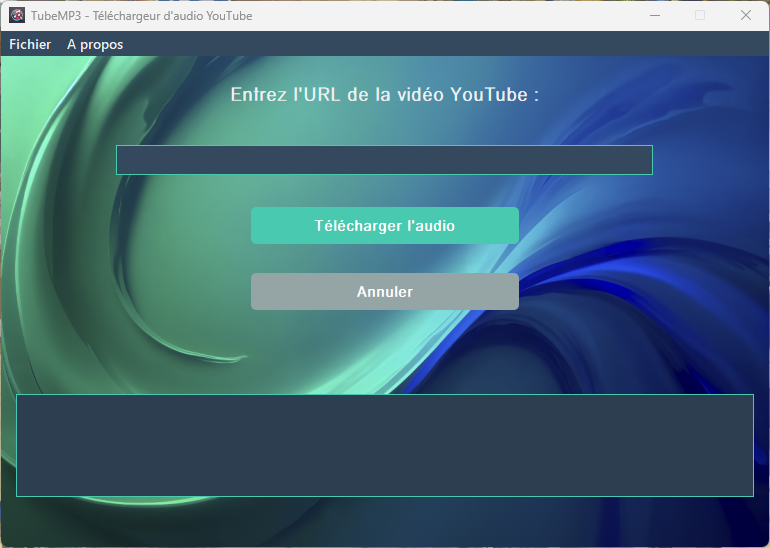 TubeMP3 - Téléchargeur d'audio YouTube
Fichier A propos
Entrez l'URL de la vidéo YouTube :
Télécharger l'audio
Annuler